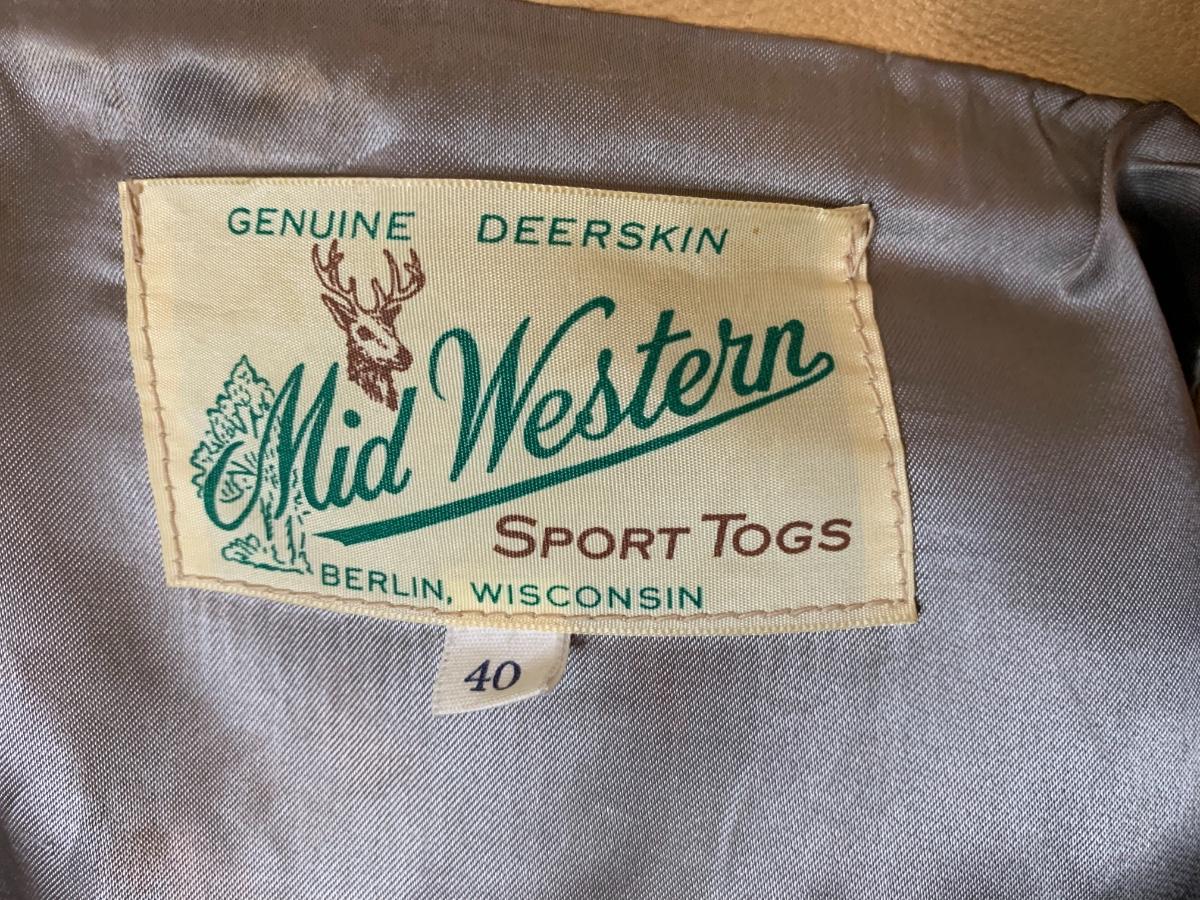 GENUINE DEERSKIN
Mid Western
SPORT TOGS
BERLIN, WISCONSIN
40